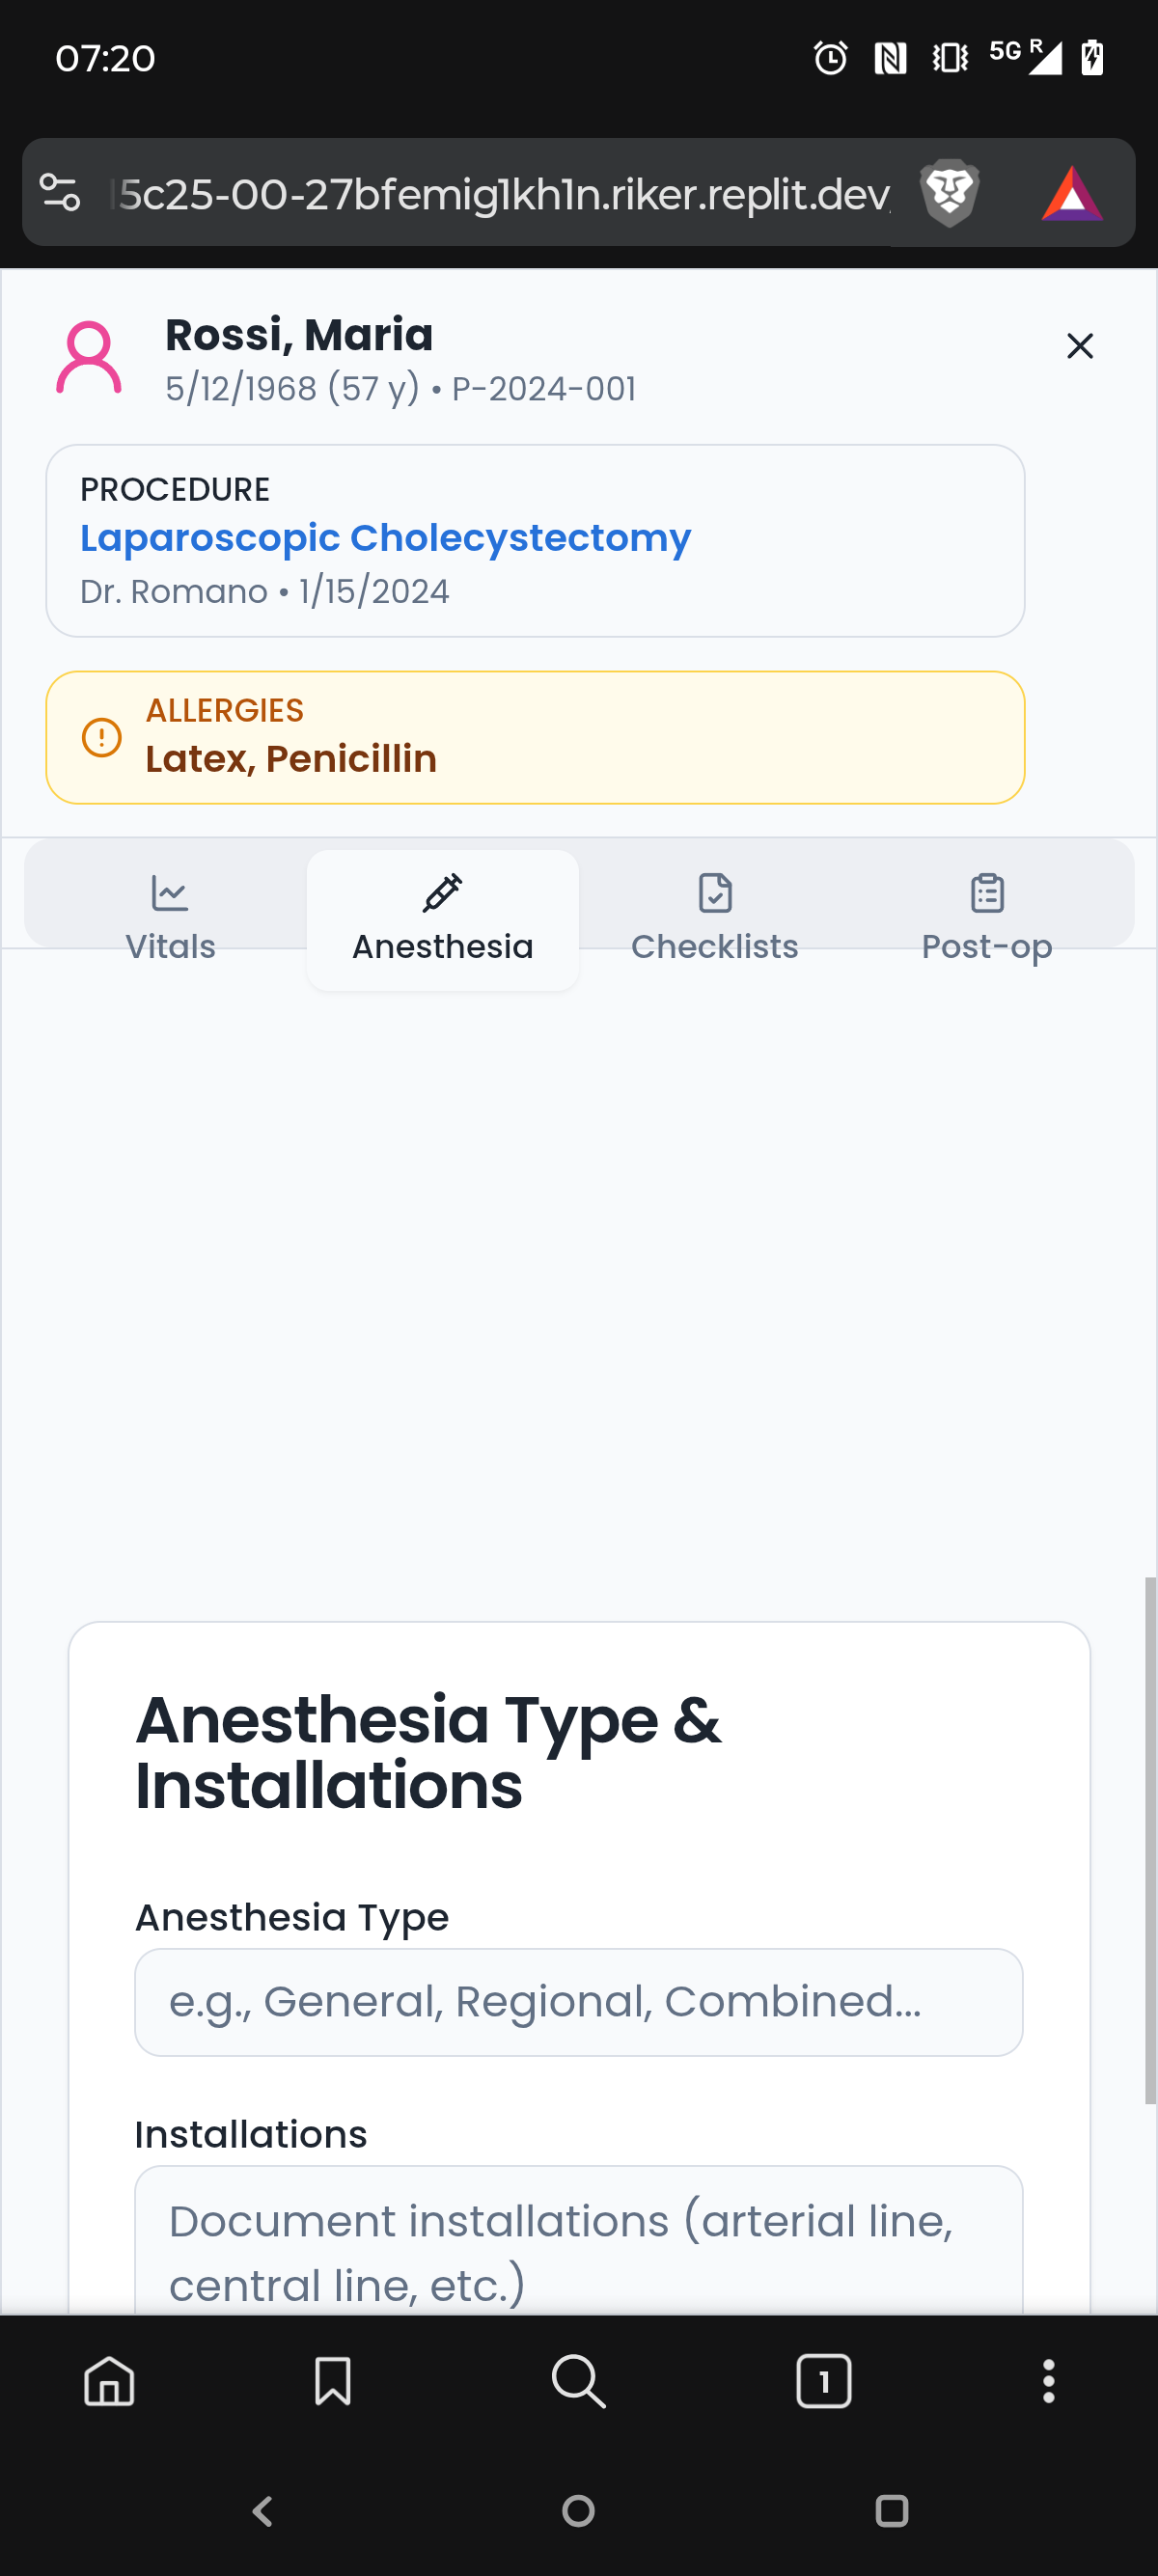 07:20
5G R
5c25-00-27bfemig1kh1n.riker.replit.dev
Rossi, Maria
5/12/1968 (57 y) • P-2024-001
PROCEDURE
Laparoscopic Cholecystectomy
Dr. Romano • 1/15/2024
ALLERGIES
Latex, Penicillin
Vitals Anesthesia Checklists Post-op
Anesthesia Type &
Installations
Anesthesia Type
e.g., General, Regional, Combined...
Installations
Document installations (arterial line,
central line, etc.)
1